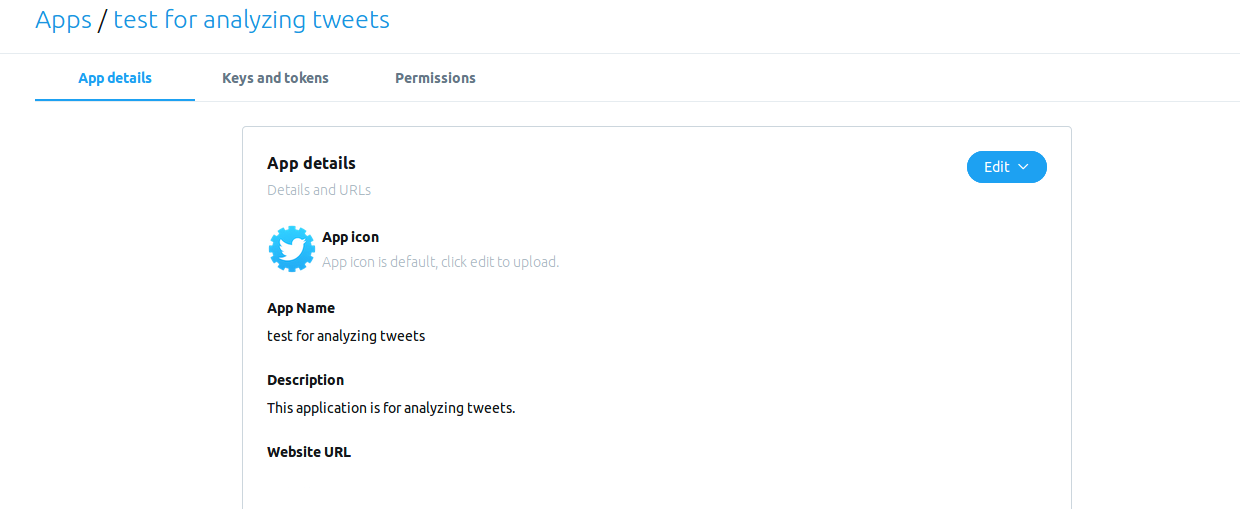 Apps / test for analyzing tweets
App details Keys and tokens Permissions
App details
Edit
Details and URLs
App icon
App icon is default, click edit to upload.
App Name
test for analyzing tweets
Description
This application is for analyzing tweets.
Website URL